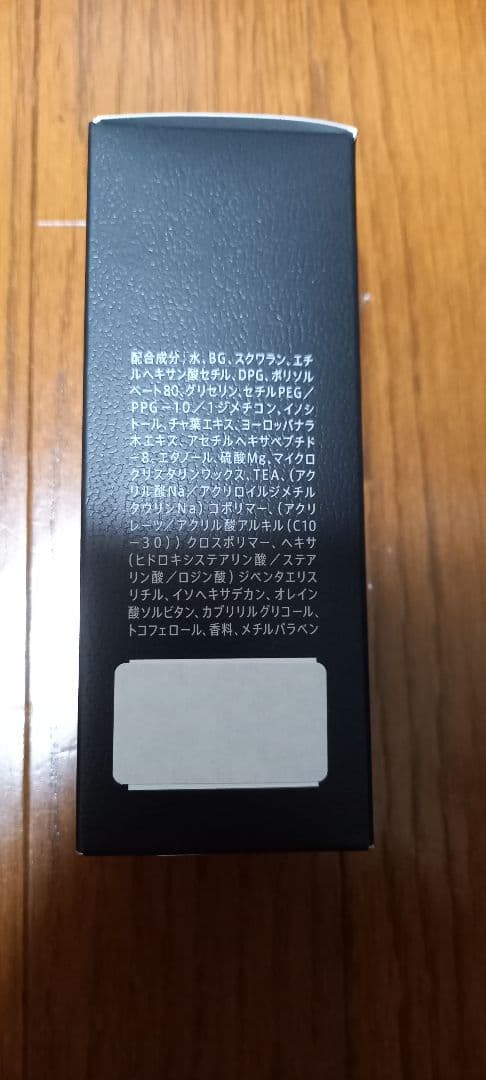 配合成分；水、BG、スクワラン、エチ
ルヘキサン酸セチル、DPG、ポリソル
ベート80、グリセリン、セチルPEG／
PPG－10／1ジメチコン、イノシ
トール、チャ葉エキス、ヨーロッパナラ
木エキス、アセチルヘキサペプチド
－8、エタノール、硫酸Mg、マイクロ
クリスタリンワックス、TEA、（アク
リル酸Na／アクリロイルジメチル
タウリンNa）コポリマー、（アクリ
レーツ／アクリル酸アルキル（C10
－30））クロスポリマー、ヘキサ
（ヒドロキシステアリン酸／ステア
リン酸／ロジン酸）ジペンタエリス
リチル、イソヘキサデカン、オレイン
酸ソルビタン、カプリリルグリコール、
トコフェロール、香料、メチルパラベン